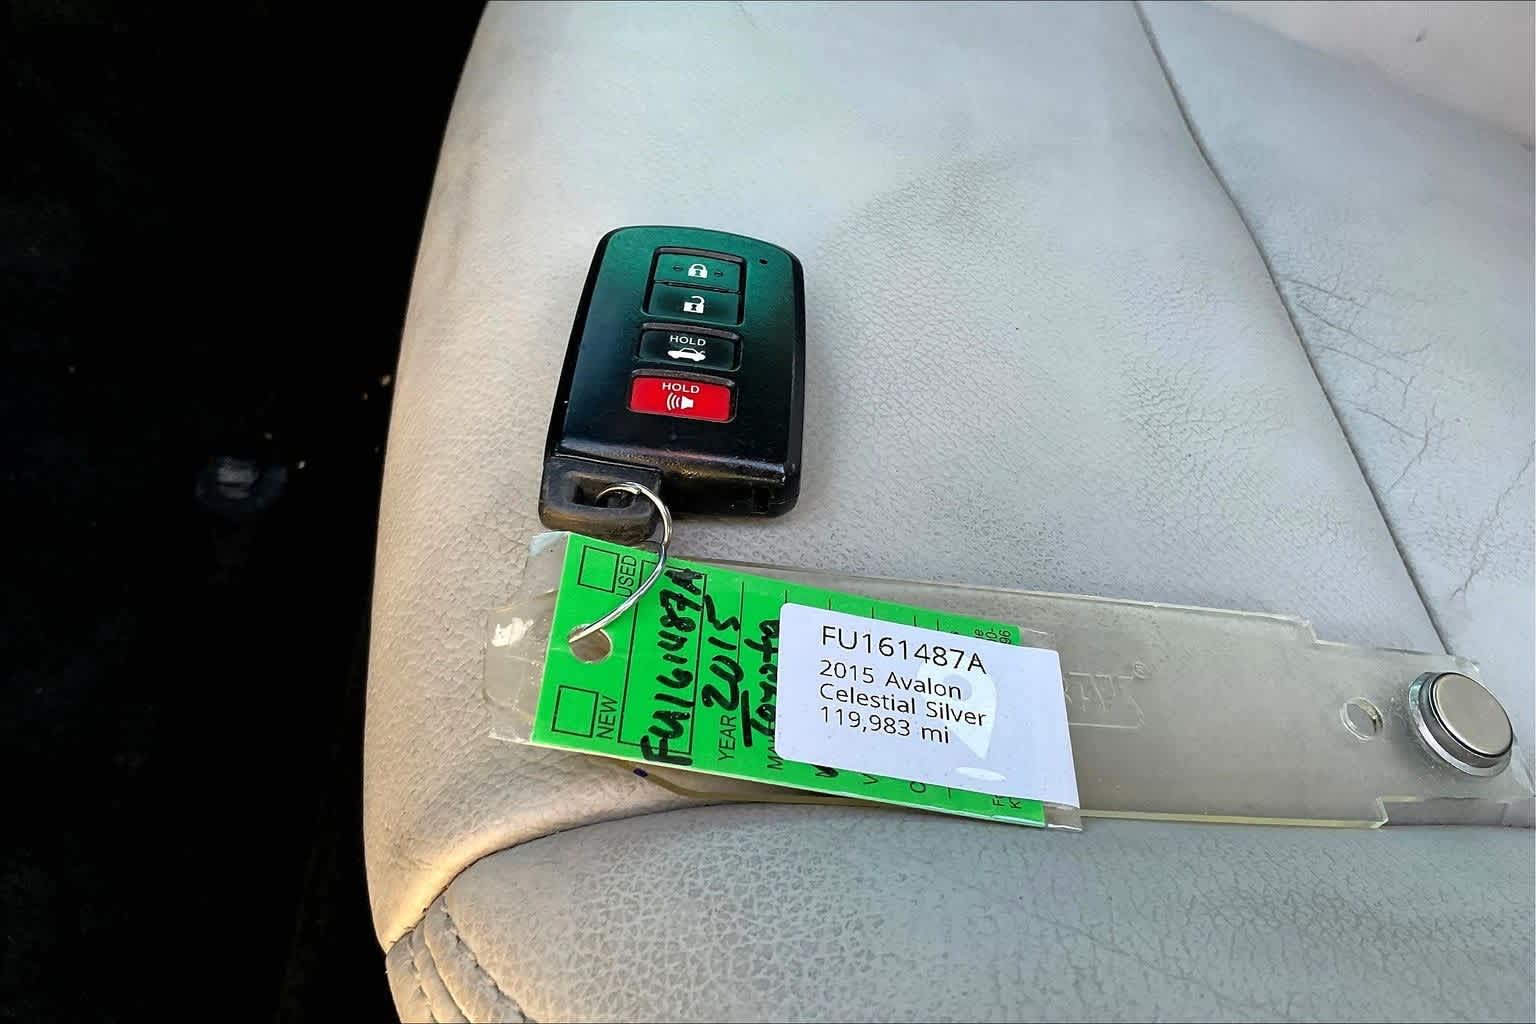 HOLD
HOLD
USED
NEW
FU161487A
YEAR 2015
Toyota
FU161487A
2015 Avalon
Celestial Silver
119,983 mi